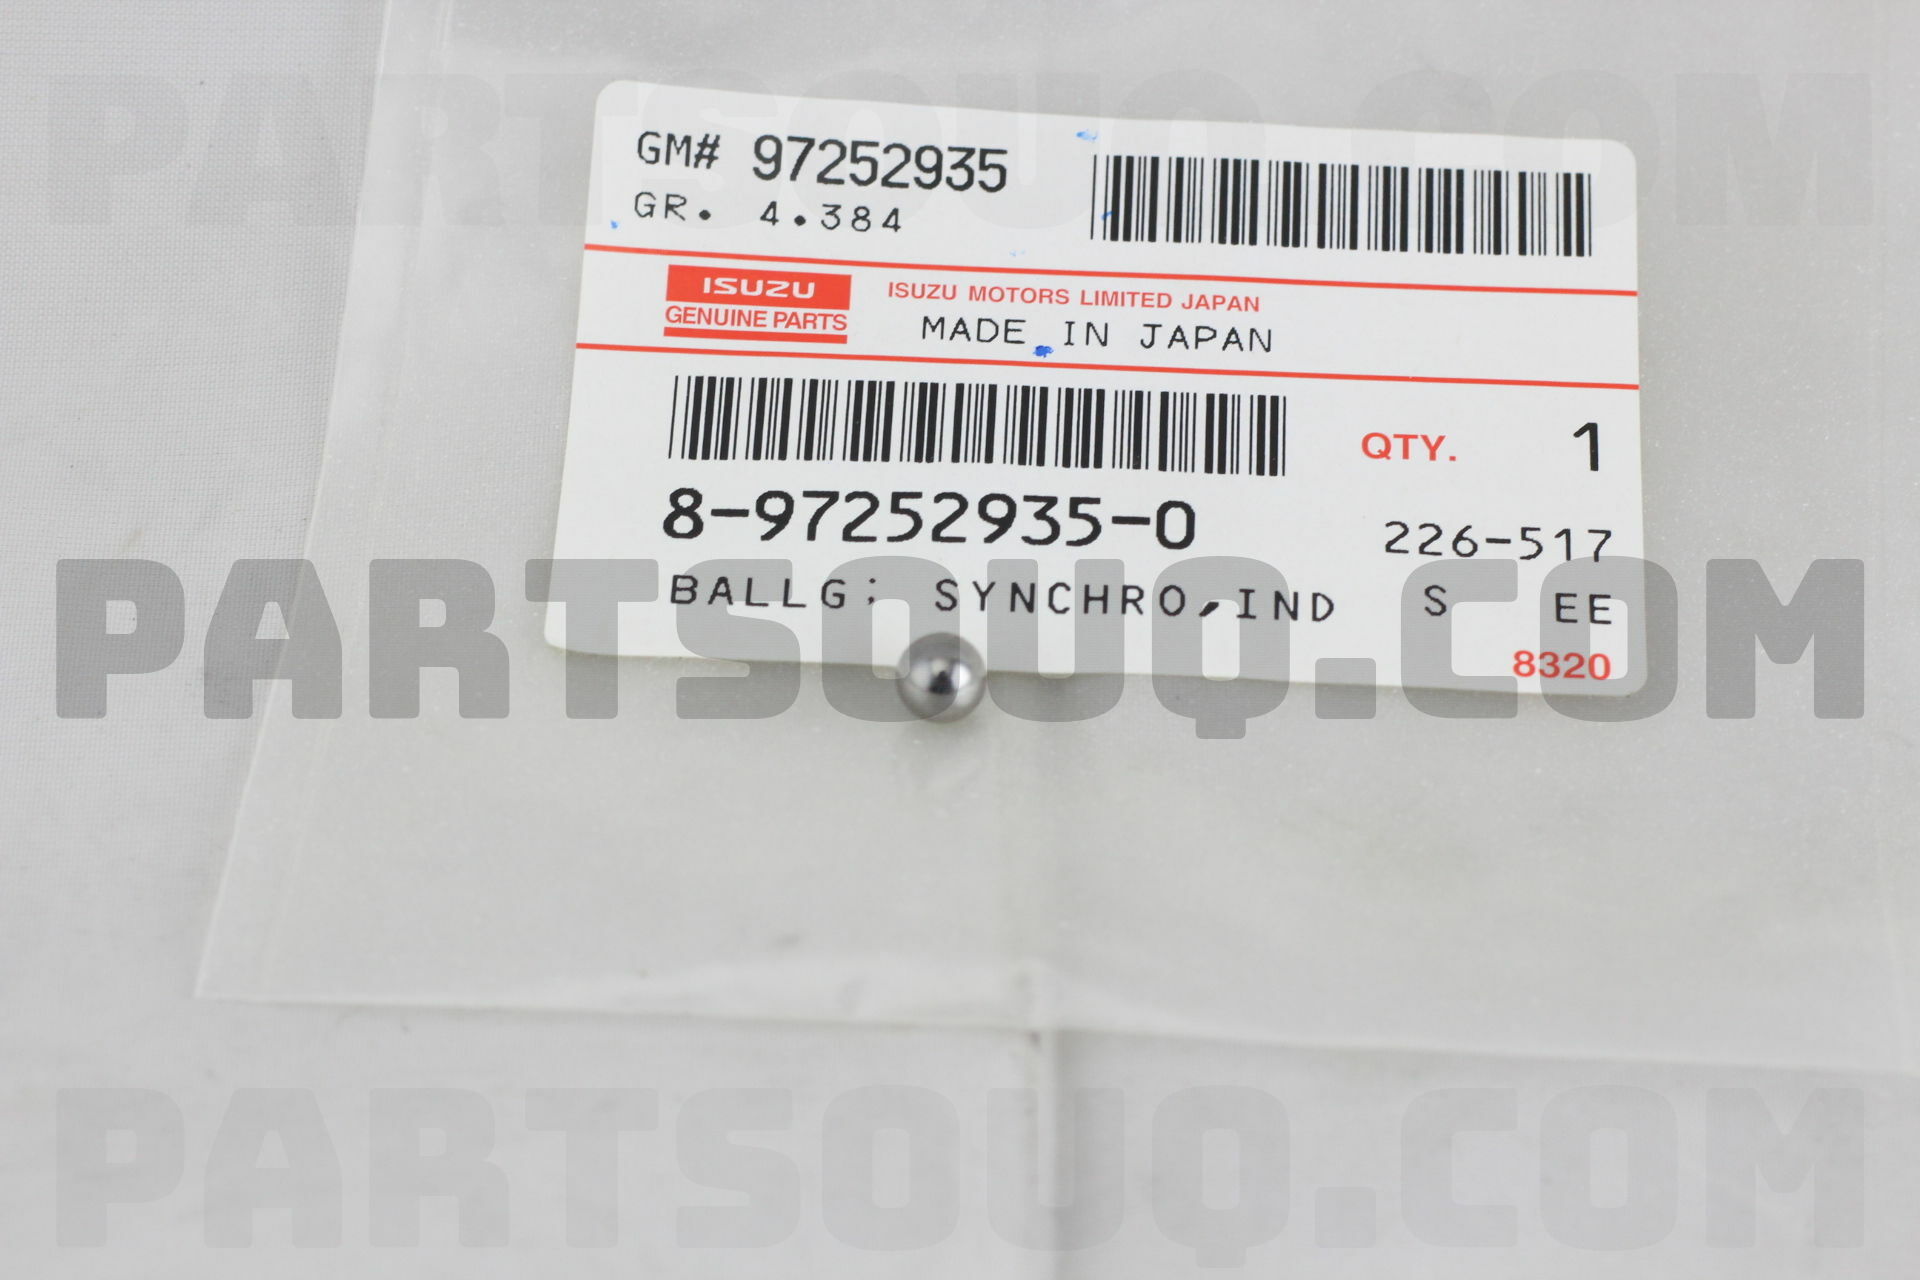 PARTSOUQ.COM
GM# 97252935
GR. 4.384
ISUZU
GENUINE PARTS
ISUZU MOTORS LIMITED JAPAN
MADE IN JAPAN
QTY. 1
8-97252935-0
226-517
BALLG; SYNCHRO,IND S EE
8320
PARTSOUQ.COM
PARTSOUQ.COM